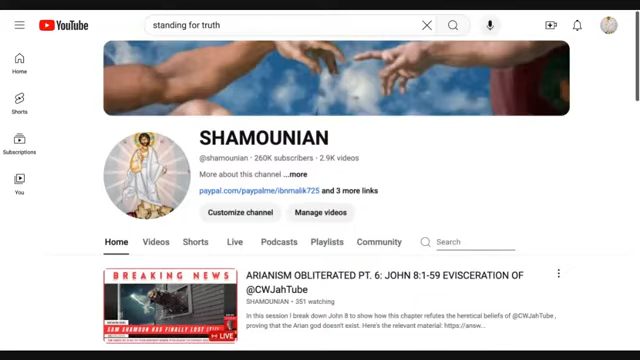 YouTube
standing for truth
Home
Shorts
Subscriptions
You
SHAMOUNIAN
@shamounian · 260K subscribers · 2.9K videos
More about this channel ...more
paypal.com/paypalme/ibnmalik725 and 3 more links
Customize channel
Manage videos
Home Videos Shorts Live Podcasts Playlists Community Search
BREAKING NEWS
SAM SHAMOUN HAD FINALLY LOST
LIVE
ARIANISM OBLITERATED PT. 6: JOHN 8:1-59 EVISCERATION OF
@CWJahTube
SHAMOUNIAN · 351 watching
In this session I break down John 8 to show how this chapter refutes the heretical beliefs of @CWJahTube,
proving that the Arian god doesn't exist. Here's the relevant material: https://answ...